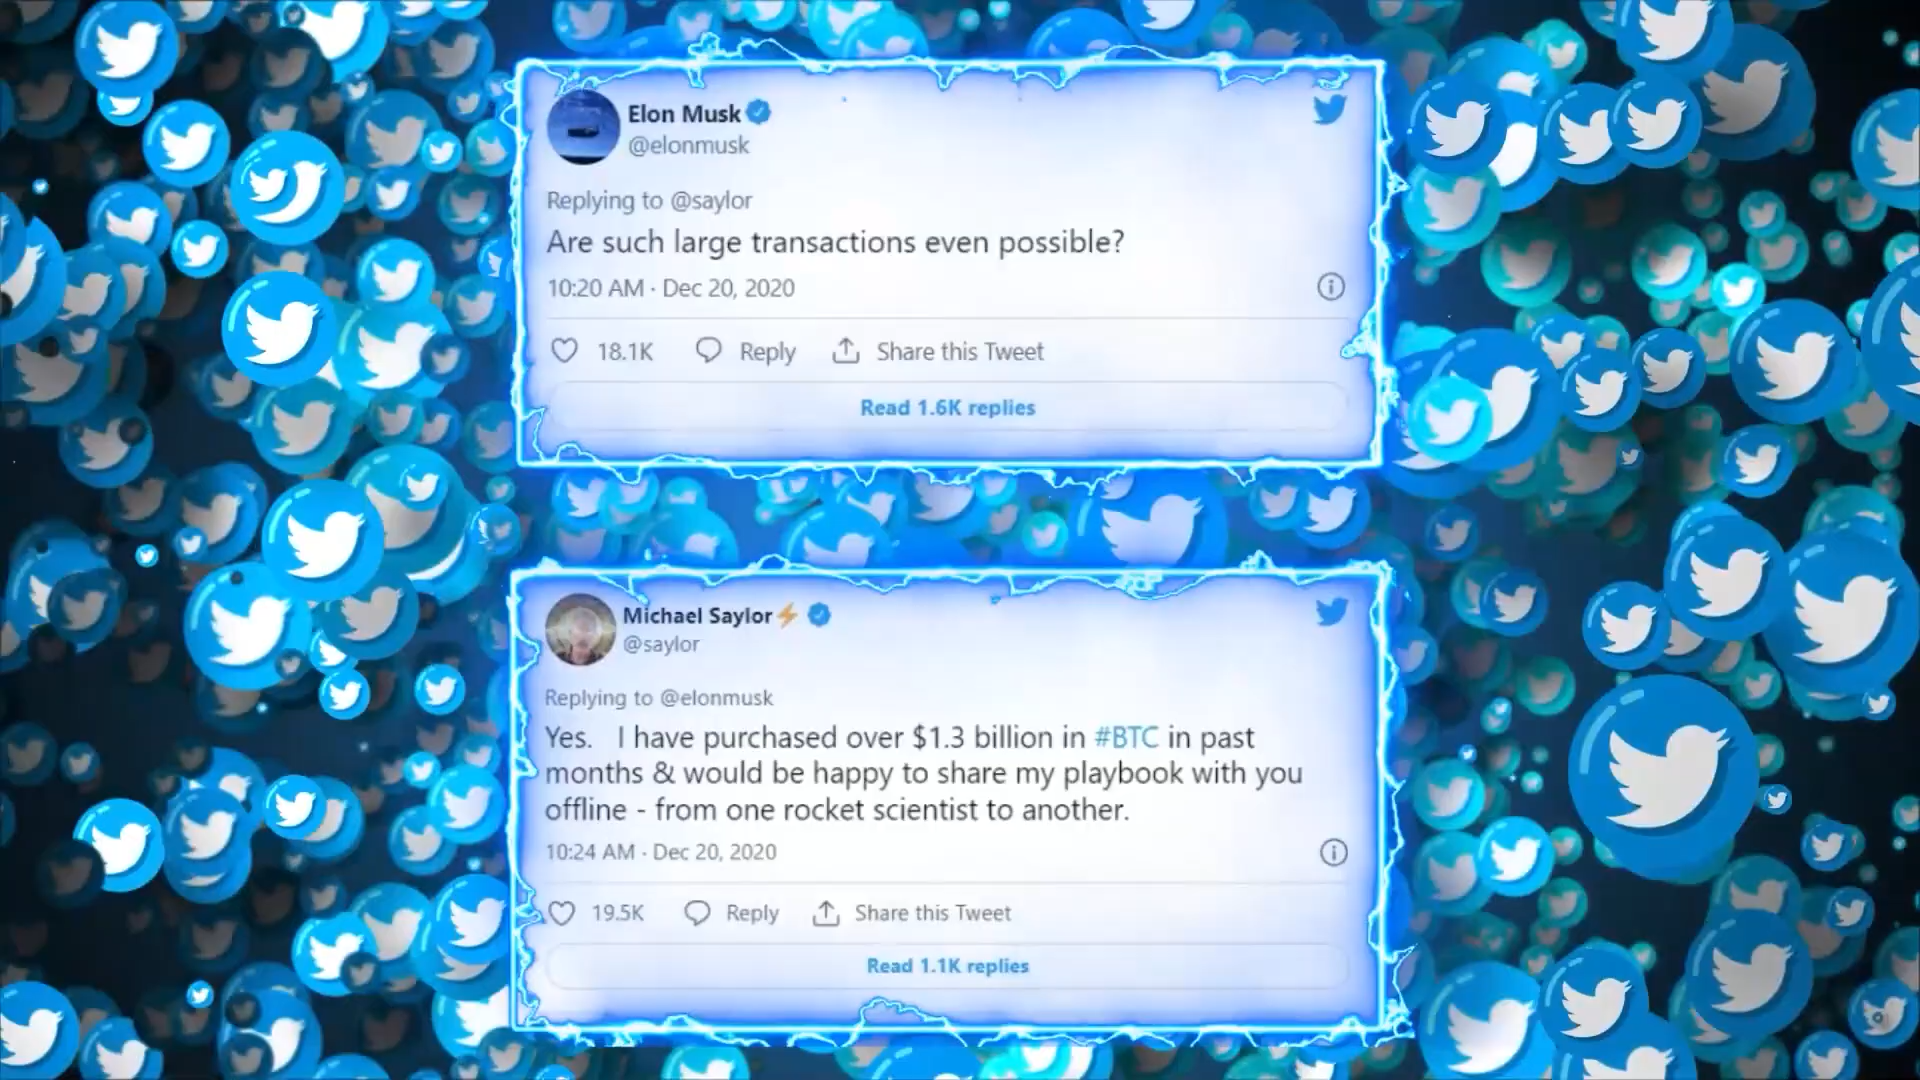 Elon Musk
@elonmusk
Replying to @saylor
Are such large transactions even possible?
10:20 AM · Dec 20, 2020
18.1K Reply Share this Tweet
Read 1.6K replies
Michael Saylor⚡
@saylor
Replying to @elonmusk
Yes. I have purchased over $1.3 billion in #BTC in past
months & would be happy to share my playbook with you
offline - from one rocket scientist to another.
10:24 AM · Dec 20, 2020
19.5K Reply Share this Tweet
Read 1.1K replies